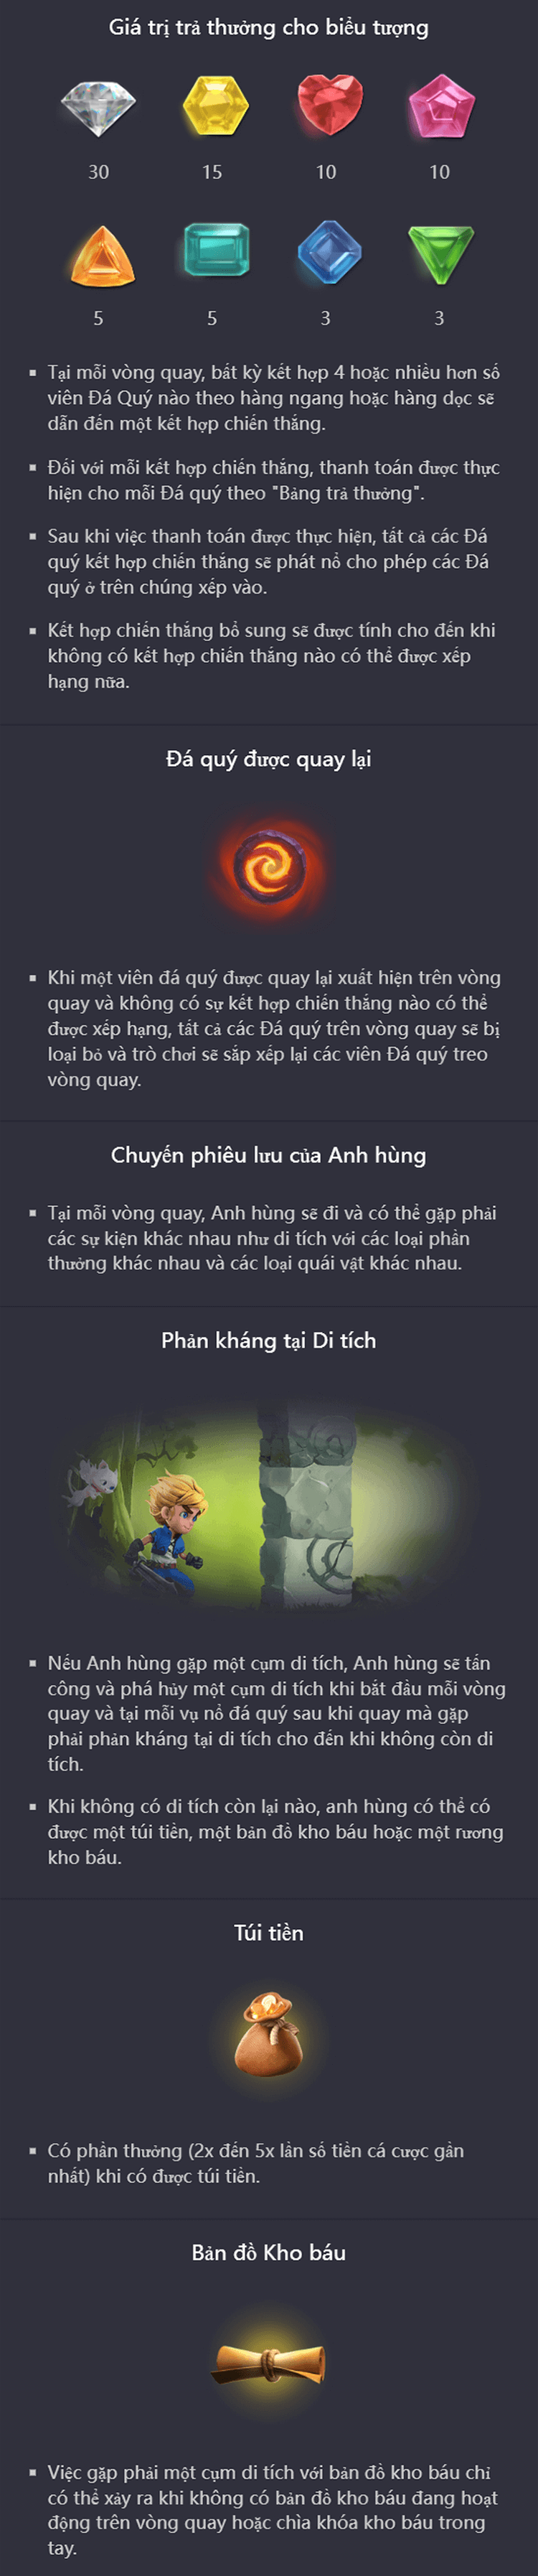 Giá trị trả thưởng cho biểu tượng
30 15 10 10
5 5 3 3
▪ Tại mỗi vòng quay, bất kỳ kết hợp 4 hoặc nhiều hơn số
viên Đá Quý nào theo hàng ngang hoặc hàng dọc sẽ
dẫn đến một kết hợp chiến thắng.
▪ Đối với mỗi kết hợp chiến thắng, thanh toán được thực
hiện cho mỗi Đá quý theo "Bảng trả thưởng".
▪ Sau khi việc thanh toán được thực hiện, tất cả các Đá
quý kết hợp chiến thắng sẽ phát nổ cho phép các Đá
quý ở trên chúng xếp vào.
▪ Kết hợp chiến thắng bổ sung sẽ được tính cho đến khi
không có kết hợp chiến thắng nào có thể được xếp
hạng nữa.
Đá quý được quay lại
▪ Khi một viên đá quý được quay lại xuất hiện trên vòng
quay và không có sự kết hợp chiến thắng nào có thể
được xếp hạng, tất cả các Đá quý trên vòng quay sẽ bị
loại bỏ và trò chơi sẽ sắp xếp lại các viên Đá quý treo
vòng quay.
Chuyến phiêu lưu của Anh hùng
▪ Tại mỗi vòng quay, Anh hùng sẽ đi và có thể gặp phải
các sự kiện khác nhau như di tích với các loại phần
thưởng khác nhau và các loại quái vật khác nhau.
Phản kháng tại Di tích
▪ Nếu Anh hùng gặp một cụm di tích, Anh hùng sẽ tấn
công và phá hủy một cụm di tích khi bắt đầu mỗi vòng
quay và tại mỗi vụ nổ đá quý sau khi quay mà gặp
phải phản kháng tại di tích cho đến khi không còn di
tích.
▪ Khi không có di tích còn lại nào, anh hùng có thể có
được một túi tiền, một bản đồ kho báu hoặc một rương
kho báu.
Túi tiền
▪ Có phần thưởng (2x đến 5x lần số tiền cá cược gần
nhất) khi có được túi tiền.
Bản đồ Kho báu
▪ Việc gặp phải một cụm di tích với bản đồ kho báu chỉ
có thể xảy ra khi không có bản đồ kho báu đang hoạt
động trên vòng quay hoặc chìa khóa kho báu trong
tay.